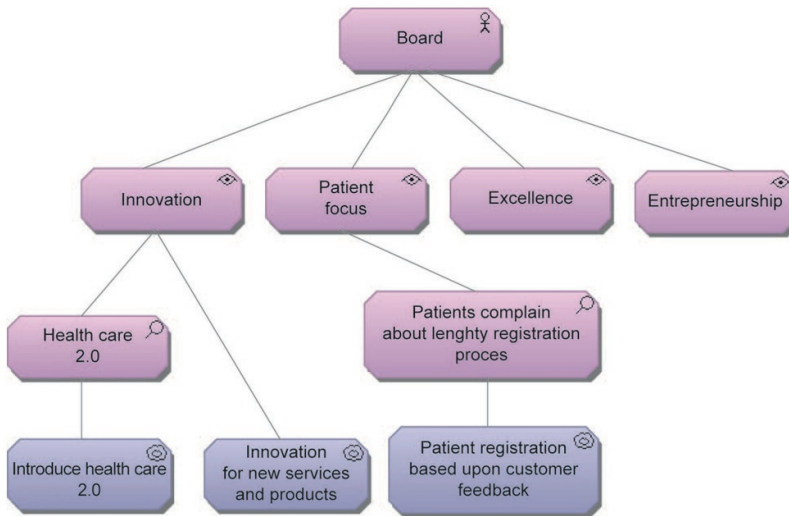 Board
Innovation
Patient
focus
Excellence
Entrepreneurship
Health care
2.0
Patients complain
about lenghty registration
proces
Introduce health care
2.0
Innovation
for new services
and products
Patient registration
based upon customer
feedback